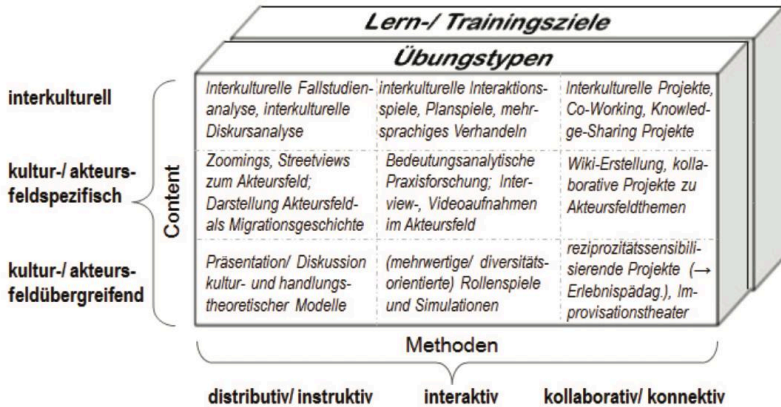 Lern-/ Trainingsziele
Übungstypen
interkulturell
Interkulturelle Fallstudien-
analyse, interkulturelle
Diskursanalyse
interkulturelle Interaktions-
spiele, Planspiele, mehr-
sprachiges Verhandeln
Interkulturelle Projekte,
Co-Working, Knowled-
ge-Sharing Projekte
kultur-/ akteurs-
feldspezifisch
Zoomings, Streetviews
zum Akteursfeld;
Darstellung Akteursfeld-
als Migrationsgeschichte
Bedeutungsanalytische
Praxisforschung; Inter-
view-, Videoaufnahmen
im Akteursfeld
Wiki-Erstellung, kolla-
borative Projekte zu
Akteursfeldthemen
kultur-/ akteurs-
feldübergreifend
Präsentation/ Diskussion
kultur- und handlungs-
theoretischer Modelle
(mehrwertige/ diversitäts-
orientierte) Rollenspiele
und Simulationen
reziprozitätssensibili-
sierende Projekte (→
Erlebnispädag.), Im-
provisationstheater
Content
Methoden
distributiv/ instruktiv
interaktiv
kollaborativ/ konnektiv